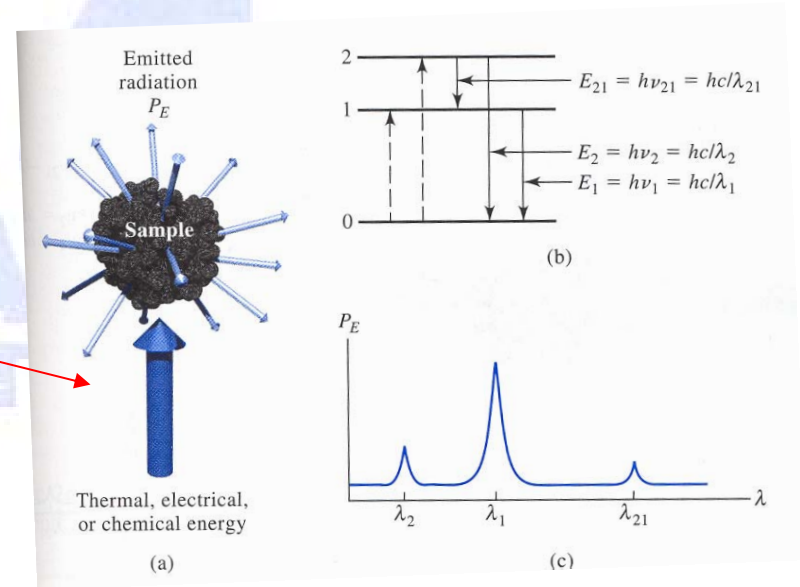 Emitted
radiation
P_E
Sample
Thermal, electrical,
or chemical energy
(a)
2
1
0
E₂₁ = hν₂₁ = hc/λ₂₁
E₂ = hν₂ = hc/λ₂
E₁ = hν₁ = hc/λ₁
(b)
P_E
λ₂
λ₁
λ₂₁
λ
(c)